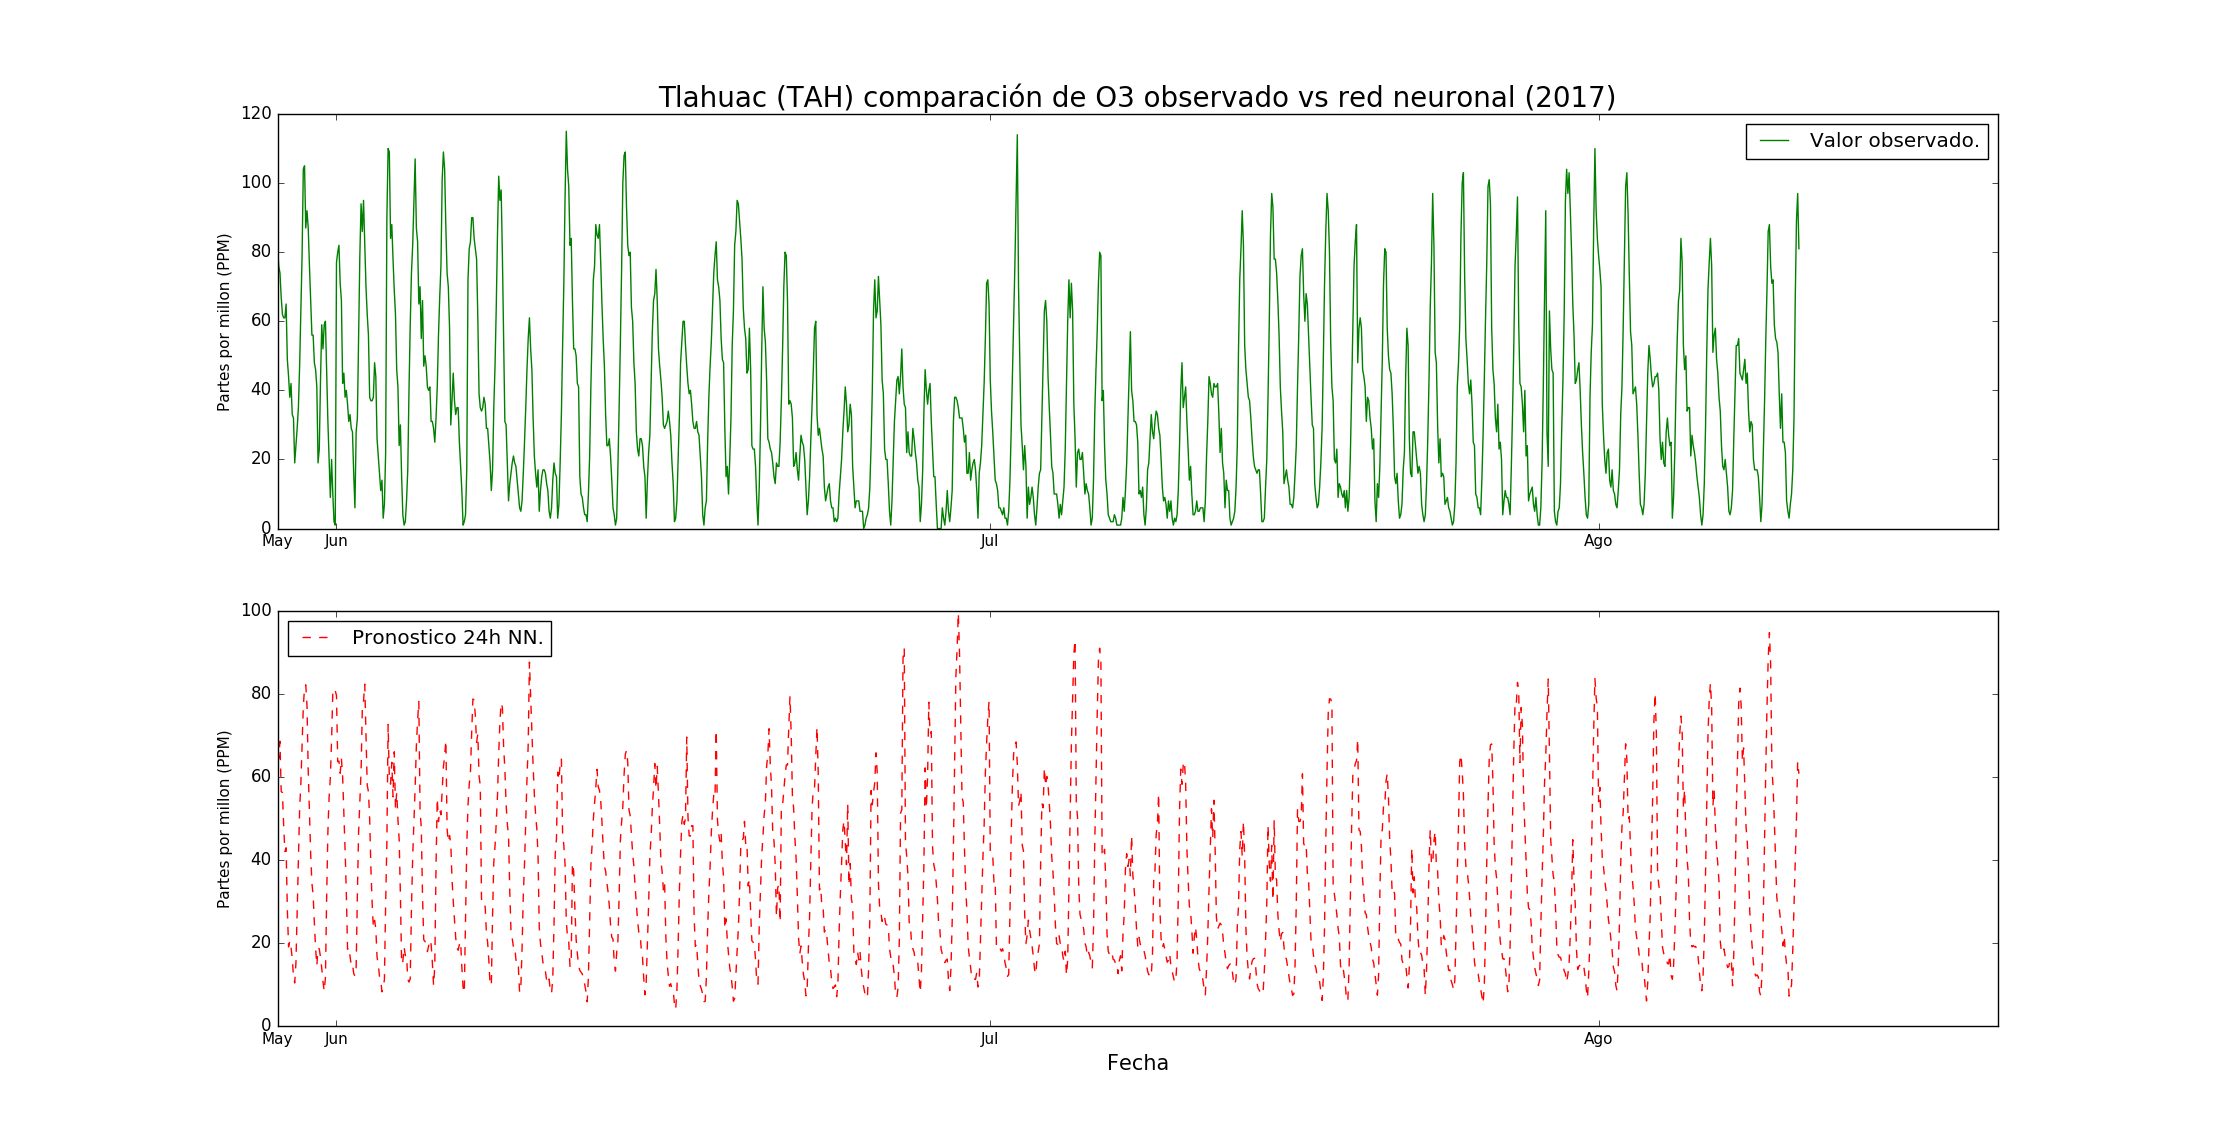 Tlahuac (TAH) comparación de O3 observado vs red neuronal (2017)
120
100
80
60
40
20
0
Partes por millon (PPM)
Valor observado.
May Jun Jul Ago
100
80
60
40
20
0
Partes por millon (PPM)
Pronostico 24h NN.
May Jun Jul Ago
Fecha